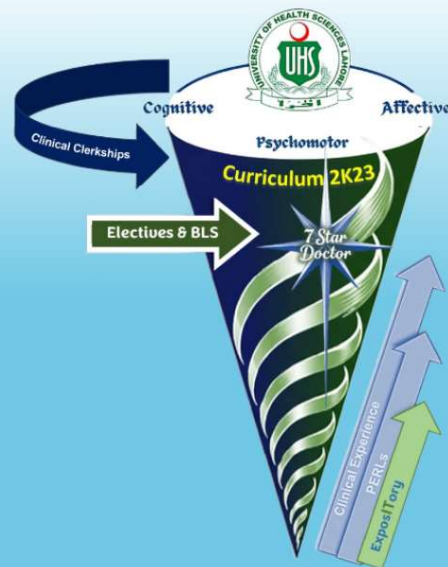 UNIVERSITY OF HEALTH SCIENCES LAHORE
UHS
Cognitive
Affective
Psychomotor
Clinical Clerkships
Curriculum 2K23
Electives & BLS
7 Star
Doctor
Clinical Experience
PERLs
ExposITory